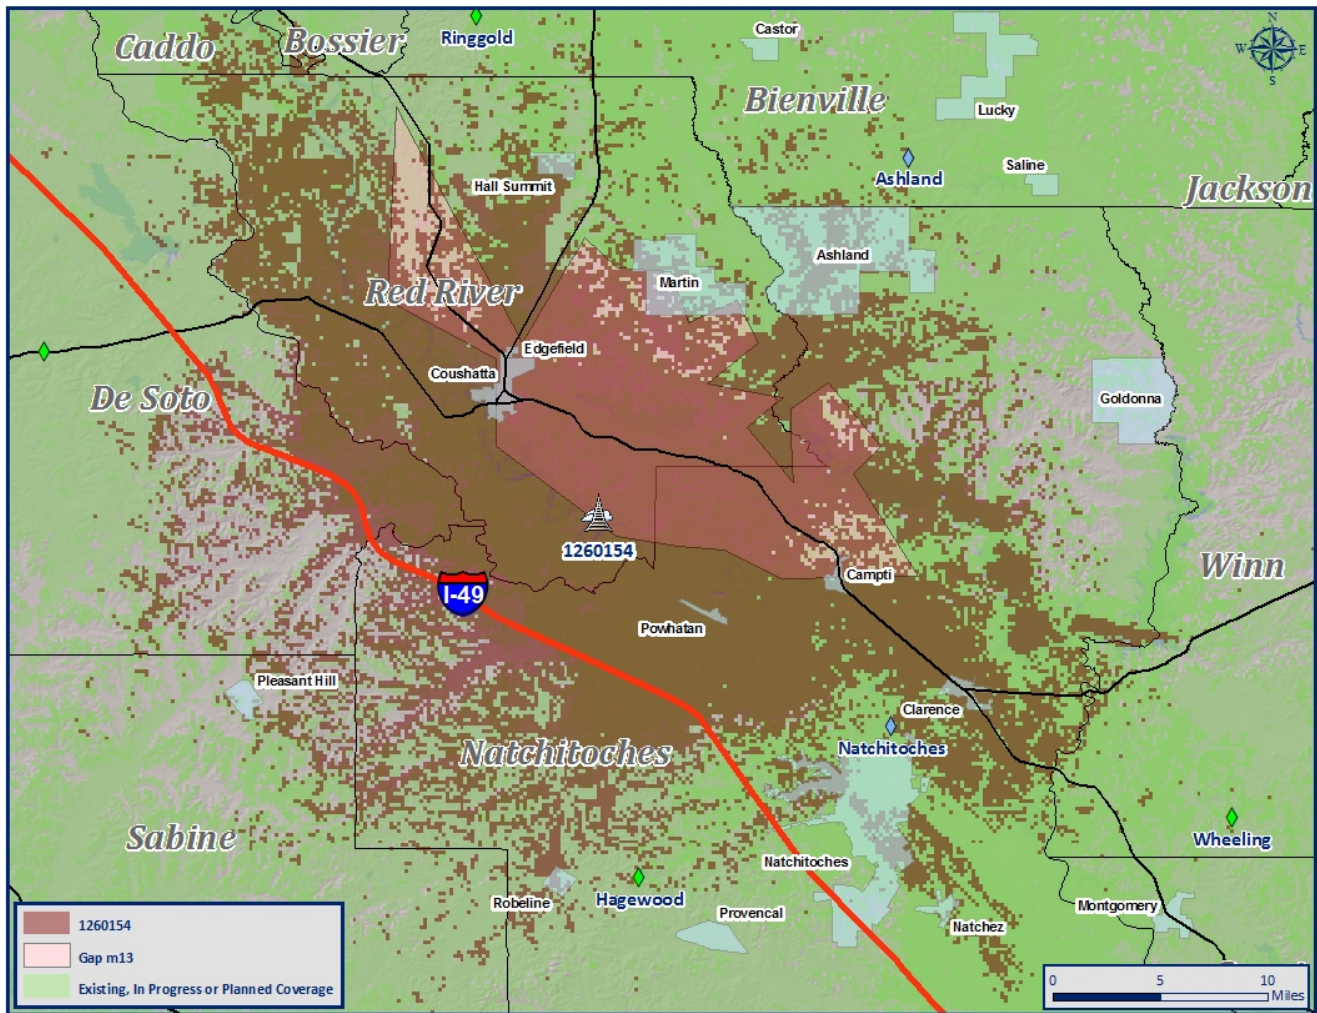 Castor
Ringgold
Bossier
Caddo
N
W
E
S
Bienville
Lucky
Saline
Ashland
Jackson
Hall Summit
Ashland
Martin
Red River
Edgefield
Coushatta
De Soto
Goldonna
1260154
Campti
Winn
I-49
Powhatan
Pleasant Hill
Clarence
Natchitoches
Natchitoches
Sabine
Wheeling
Natchitoches
Robeline
Hagewood
Provencal
Montgomery
Natchez
1260154
Gap m13
Existing, In Progress or Planned Coverage
0 5 10
Miles